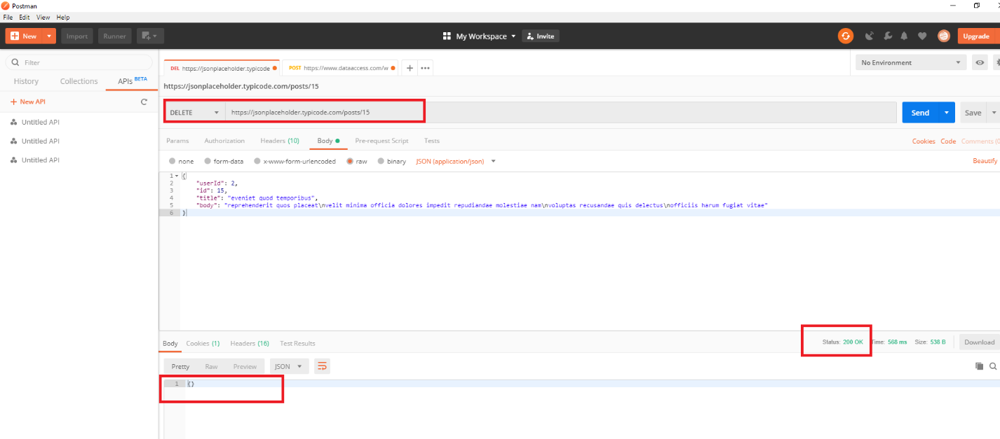 Postman
File Edit View Help
New Import Runner My Workspace Invite Upgrade
Filter
History Collections APIs BETA
+ New API
Untitled API
Untitled API
Untitled API
DEL https://jsonplaceholder.typicode POST https://www.dataaccess.com/w + ••• No Environment
https://jsonplaceholder.typicode.com/posts/15
DELETE https://jsonplaceholder.typicode.com/posts/15 Send Save
Params Authorization Headers (10) Body Pre-request Script Tests Cookies Code Comments (0
none form-data x-www-form-urlencoded raw binary JSON (application/json) Beautify
1 {
2 "userId": 2,
3 "id": 15,
4 "title": "eveniet quod temporibus",
5 "body": "reprehenderit quos placeat\nvelit minima officia dolores impedit repudiandae molestiae nam\nvoluptas recusandae quis delectus\nofficiis harum fugiat vitae"
6 }
Body Cookies (1) Headers (16) Test Results Status: 200 OK Time: 568 ms Size: 538 B Download
Pretty Raw Preview JSON
1 {}